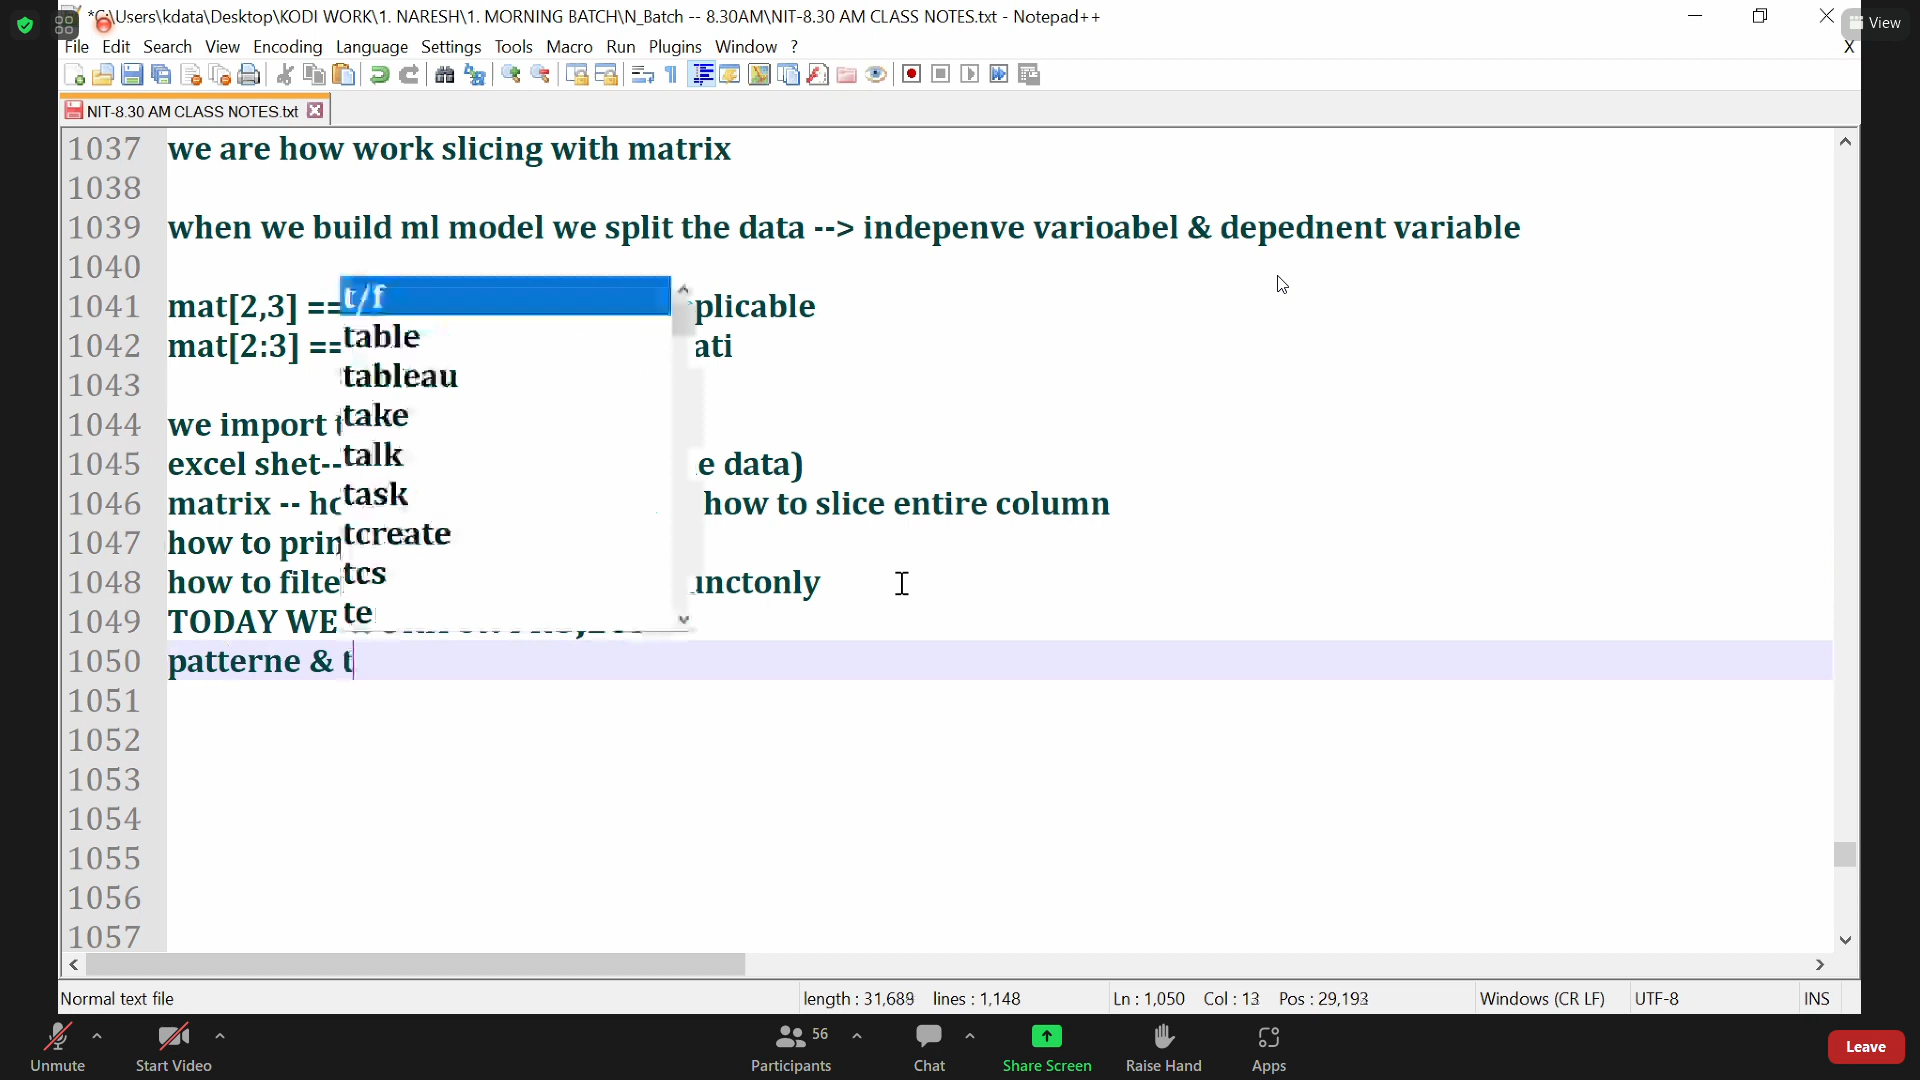 *C:\Users\kdata\Desktop\KODI WORK\1. NARESH\1. MORNING BATCH\N_Batch -- 8.30AM\NIT-8.30 AM CLASS NOTES.txt - Notepad++
View
File Edit Search View Encoding Language Settings Tools Macro Run Plugins Window ?
X
NIT-8.30 AM CLASS NOTES.txt
1037 we are how work slicing with matrix
1038
1039 when we build ml model we split the data --> indepenve varioabel & depednent variable
1040
1041 mat[2,3] == plicable
1042 mat[2:3] == ati
1043
1044 we import
1045 excel shet-- e data)
1046 matrix -- how to slice entire column
1047 how to prin
1048 how to filte unctonly
1049 TODAY WE
1050 patterne & t
1051
1052
1053
1054
1055
1056
1057
t/f
table
tableau
take
talk
task
tcreate
tcs
te
Normal text file length : 31,689 lines : 1,148 Ln : 1,050 Col : 13 Pos : 29,193 Windows (CR LF) UTF-8 INS
Unmute Start Video 56 Participants Chat Share Screen Raise Hand Apps Leave